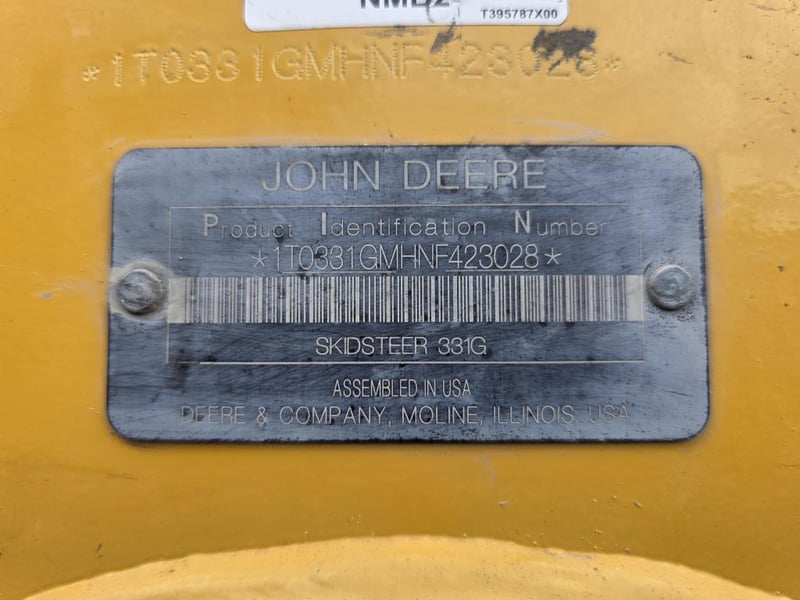 T395787X00
*1T0331GMHNF423028*
JOHN DEERE
Product Identification Number
*1T0331GMHNF423028*
SKIDSTEER 331G
ASSEMBLED IN USA
DEERE & COMPANY, MOLINE, ILLINOIS, USA